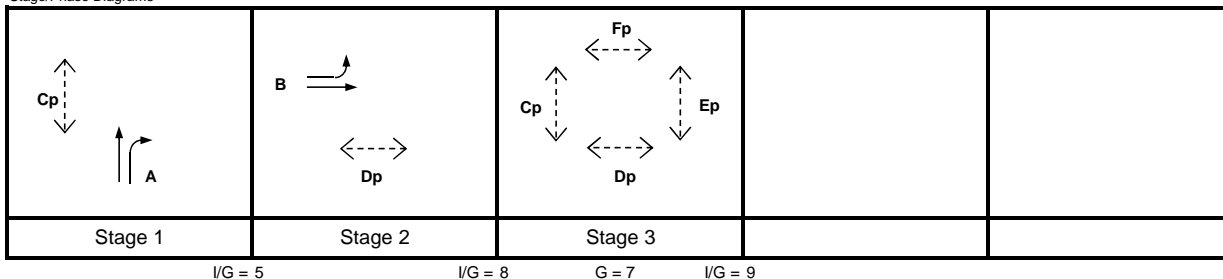 Stage/Phase Diagrams
Cp
A
B
Dp
Fp
Cp
Ep
Dp
Stage 1
Stage 2
Stage 3
I/G = 5
I/G = 8
G = 7
I/G = 9